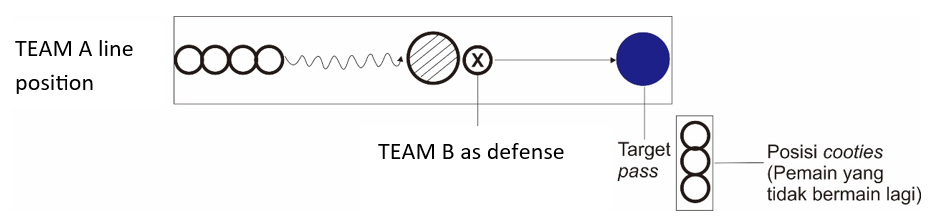 TEAM A line
position
X
TEAM B as defense
Target
pass
Posisi cooties
(Pemain yang
tidak bermain lagi)